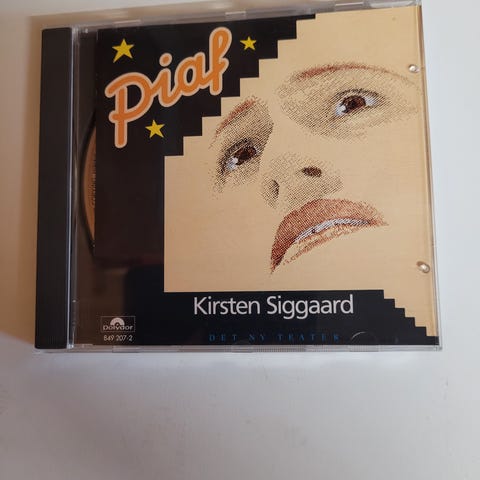 Piaf
Kirsten Siggaard
Polydor
849 207-2
DET NY TEATER